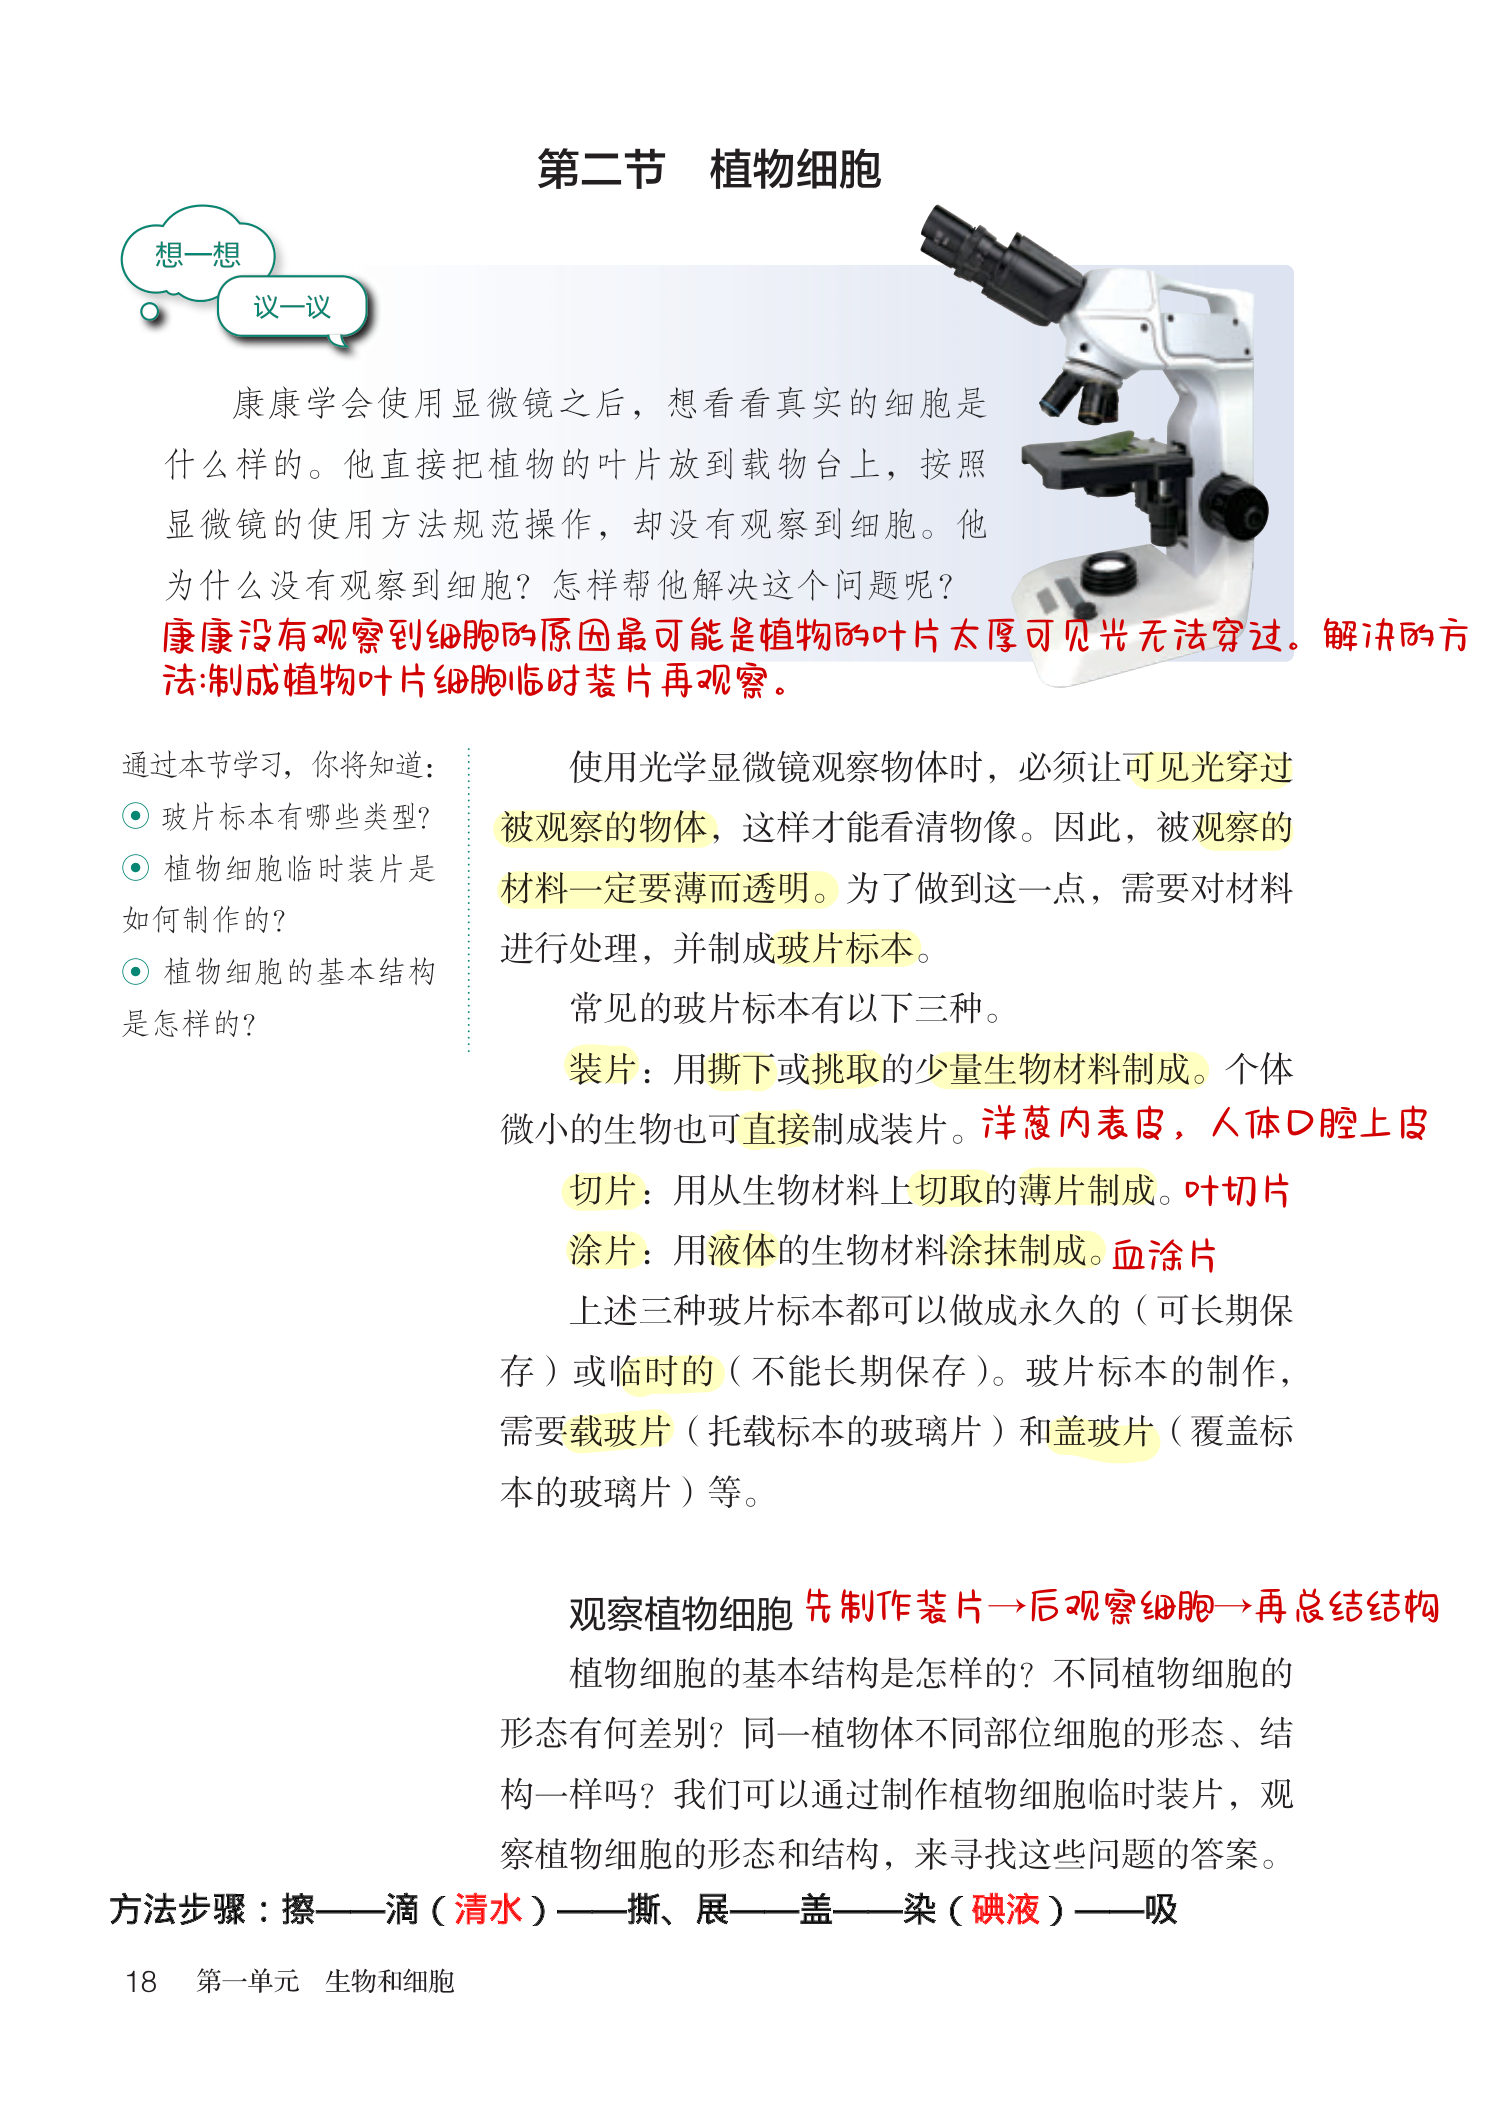 第二节　植物细胞
想一想
议一议
康康学会使用显微镜之后，想看看真实的细胞是
什么样的。他直接把植物的叶片放到载物台上，按照
显微镜的使用方法规范操作，却没有观察到细胞。他
为什么没有观察到细胞？怎样帮他解决这个问题呢？
康康没有观察到细胞的原因最可能是植物的叶片太厚可见光无法穿过。解决的方
法:制成植物叶片细胞临时装片再观察。
通过本节学习，你将知道：
⊙ 玻片标本有哪些类型？
⊙ 植物细胞临时装片是
如何制作的？
⊙ 植物细胞的基本结构
是怎样的？
使用光学显微镜观察物体时，必须让可见光穿过
被观察的物体，这样才能看清物像。因此，被观察的
材料一定要薄而透明。为了做到这一点，需要对材料
进行处理，并制成玻片标本。
常见的玻片标本有以下三种。
装片：用撕下或挑取的少量生物材料制成。个体
微小的生物也可直接制成装片。洋葱内表皮，人体口腔上皮
切片：用从生物材料上切取的薄片制成。叶切片
涂片：用液体的生物材料涂抹制成。血涂片
上述三种玻片标本都可以做成永久的（可长期保
存）或临时的（不能长期保存）。玻片标本的制作，
需要载玻片（托载标本的玻璃片）和盖玻片（覆盖标
本的玻璃片）等。
观察植物细胞 先制作装片→后观察细胞→再总结结构
植物细胞的基本结构是怎样的？不同植物细胞的
形态有何差别？同一植物体不同部位细胞的形态、结
构一样吗？我们可以通过制作植物细胞临时装片，观
察植物细胞的形态和结构，来寻找这些问题的答案。
方法步骤：擦——滴（清水）——撕、展——盖——染（碘液）——吸
18　第一单元　生物和细胞